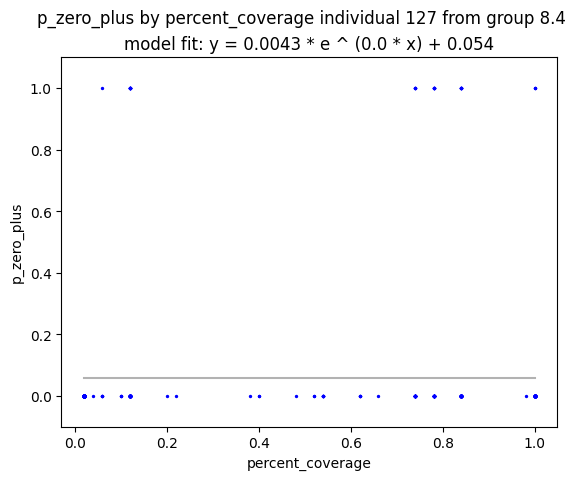 p_zero_plus by percent_coverage individual 127 from group 8.4
model fit: y = 0.0043 * e ^ (0.0 * x) + 0.054
1.0
0.8
0.6
0.4
0.2
0.0
p_zero_plus
0.0 0.2 0.4 0.6 0.8 1.0
percent_coverage